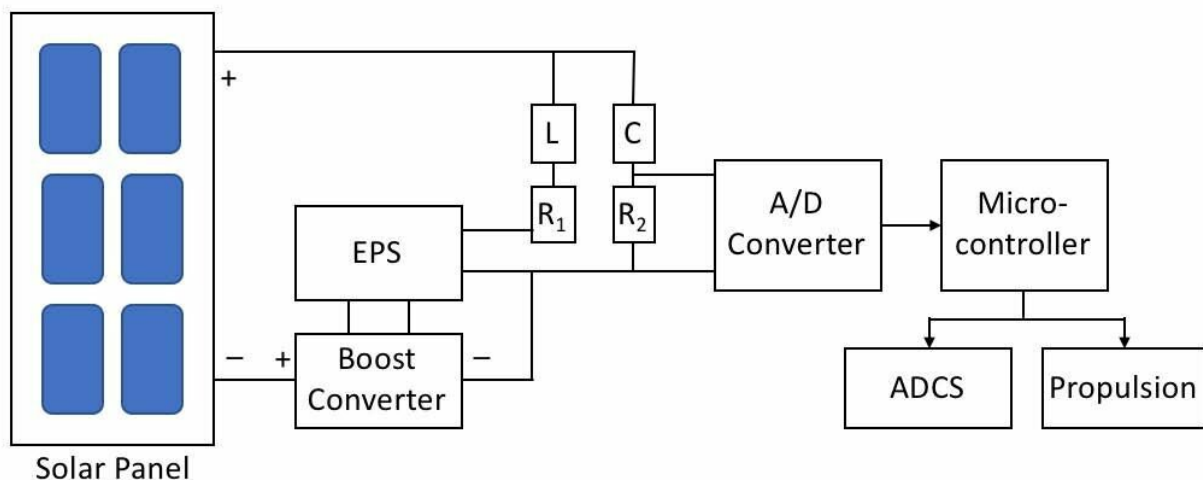 +
L
C
R₁
R₂
A/D
Converter
Micro-
controller
EPS
− +
Boost
Converter
−
ADCS
Propulsion
Solar Panel